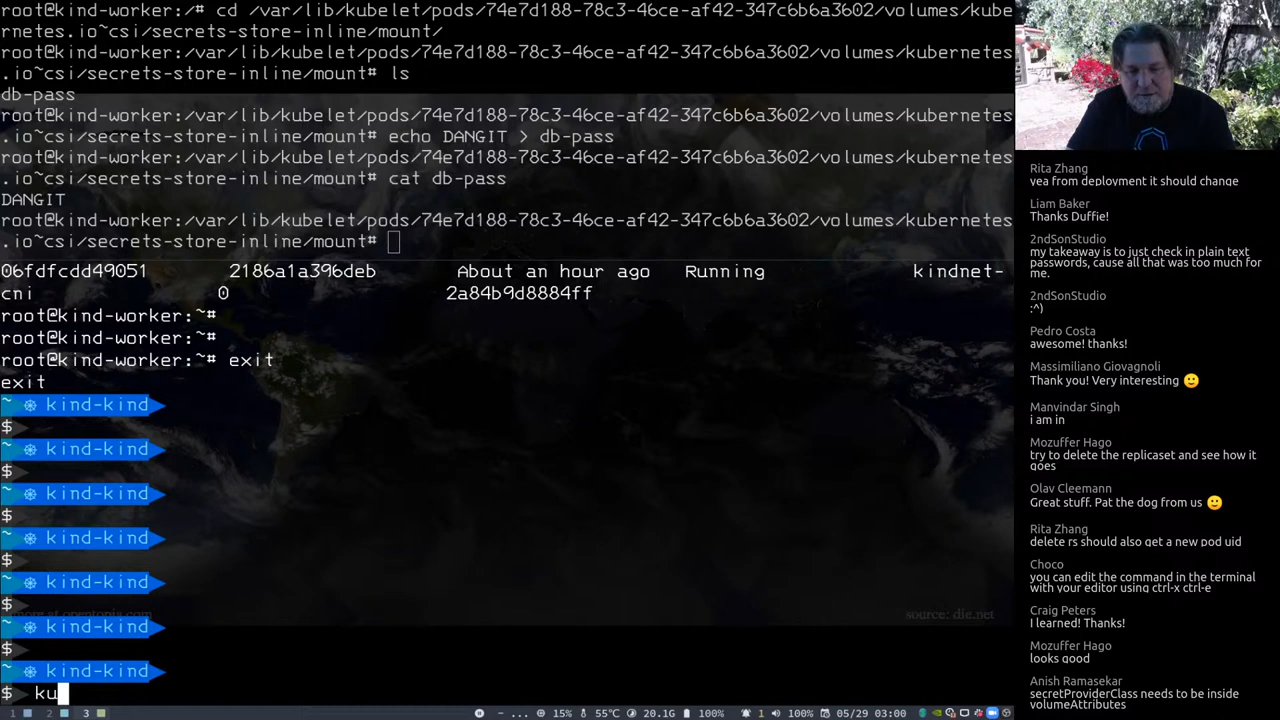 root@kind-worker:/# cd /var/lib/kubelet/pods/74e7d188-78c3-46ce-af42-347c6b6a3602/volumes/kube
rnetes.io~csi/secrets-store-inline/mount/
root@kind-worker:/var/lib/kubelet/pods/74e7d188-78c3-46ce-af42-347c6b6a3602/volumes/kubernetes
.io~csi/secrets-store-inline/mount# ls
db-pass
root@kind-worker:/var/lib/kubelet/pods/74e7d188-78c3-46ce-af42-347c6b6a3602/volumes/kubernetes
.io~csi/secrets-store-inline/mount# echo DANGIT > db-pass
root@kind-worker:/var/lib/kubelet/pods/74e7d188-78c3-46ce-af42-347c6b6a3602/volumes/kubernetes
.io~csi/secrets-store-inline/mount# cat db-pass
DANGIT
root@kind-worker:/var/lib/kubelet/pods/74e7d188-78c3-46ce-af42-347c6b6a3602/volumes/kubernetes
.io~csi/secrets-store-inline/mount#
06fdfcdd49051 2186a1a396deb About an hour ago Running kindnet-
cni 0 2a84b9d8884ff
root@kind-worker:~#
root@kind-worker:~#
root@kind-worker:~# exit
exit
~ kind-kind
$
~ kind-kind
$
~ kind-kind
$
~ kind-kind
$
~ kind-kind
$
~ kind-kind
$
~ kind-kind
$ ku
source: die.net
1 2 3
- ... 15% 55°C 20.1G 100% 1 100% 05/29 03:00
Rita Zhang
yea from deployment it should change
Liam Baker
Thanks Duffie!
2ndSonStudio
my takeaway is to just check in plain text
passwords, cause all that was too much for
me.
2ndSonStudio
:^)
Pedro Costa
awesome! thanks!
Massimiliano Giovagnoli
Thank you! Very interesting 🙂
Manvindar Singh
i am in
Mozuffer Hago
try to delete the replicaset and see how it
goes
Olav Cleemann
Great stuff. Pat the dog from us 🙂
Rita Zhang
delete rs should also get a new pod uid
Choco
you can edit the command in the terminal
with your editor using ctrl-x ctrl-e
Craig Peters
I learned! Thanks!
Mozuffer Hago
looks good
Anish Ramasekar
secretProviderClass needs to be inside
volumeAttributes